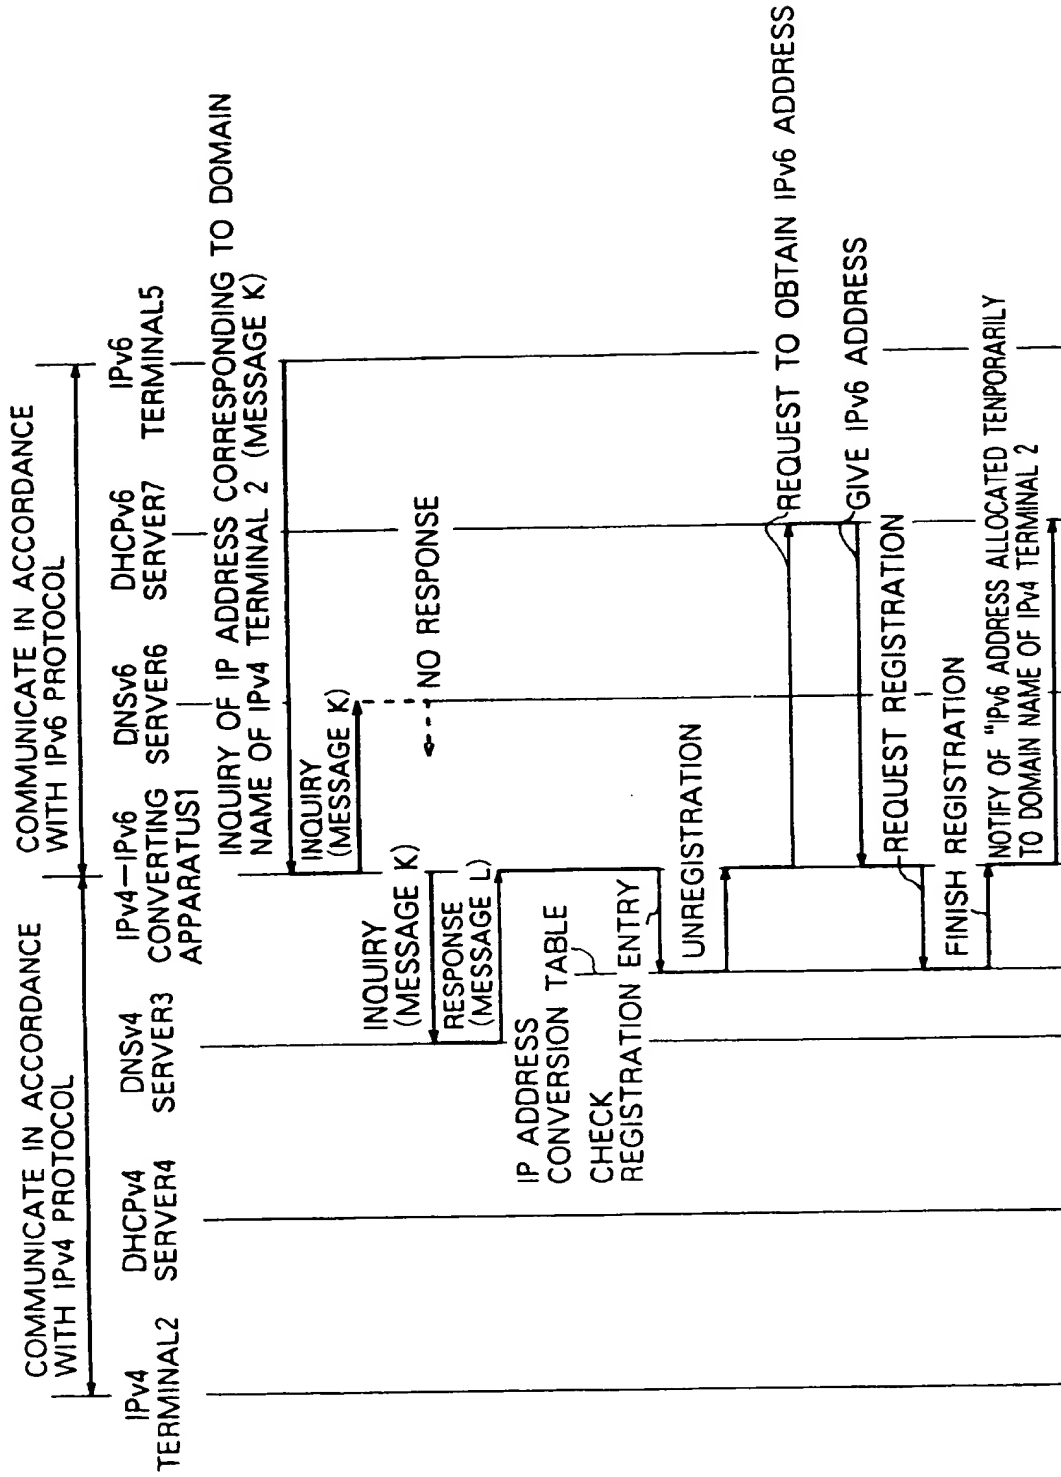 COMMUNICATE IN ACCORDANCE
WITH IPv4 PROTOCOL
COMMUNICATE IN ACCORDANCE
WITH IPv6 PROTOCOL
IPv4
TERMINAL2
DHCPv4
SERVER4
DNSv4
SERVER3
IPv4-IPv6
CONVERTING
APPARATUS1
DNSv6
SERVER6
DHCPv6
SERVER7
IPv6
TERMINAL5
INQUIRY OF IP ADDRESS CORRESPONDING TO DOMAIN
NAME OF IPv4 TERMINAL 2 (MESSAGE K)
INQUIRY
(MESSAGE K)
NO RESPONSE
INQUIRY
(MESSAGE K)
RESPONSE
(MESSAGE L)
IP ADDRESS
CONVERSION TABLE
CHECK
REGISTRATION ENTRY
UNREGISTRATION
REQUEST TO OBTAIN IPv6 ADDRESS
GIVE IPv6 ADDRESS
REQUEST REGISTRATION
FINISH REGISTRATION
NOTIFY OF "IPv6 ADDRESS ALLOCATED TENPORARILY
TO DOMAIN NAME OF IPv4 TERMINAL 2